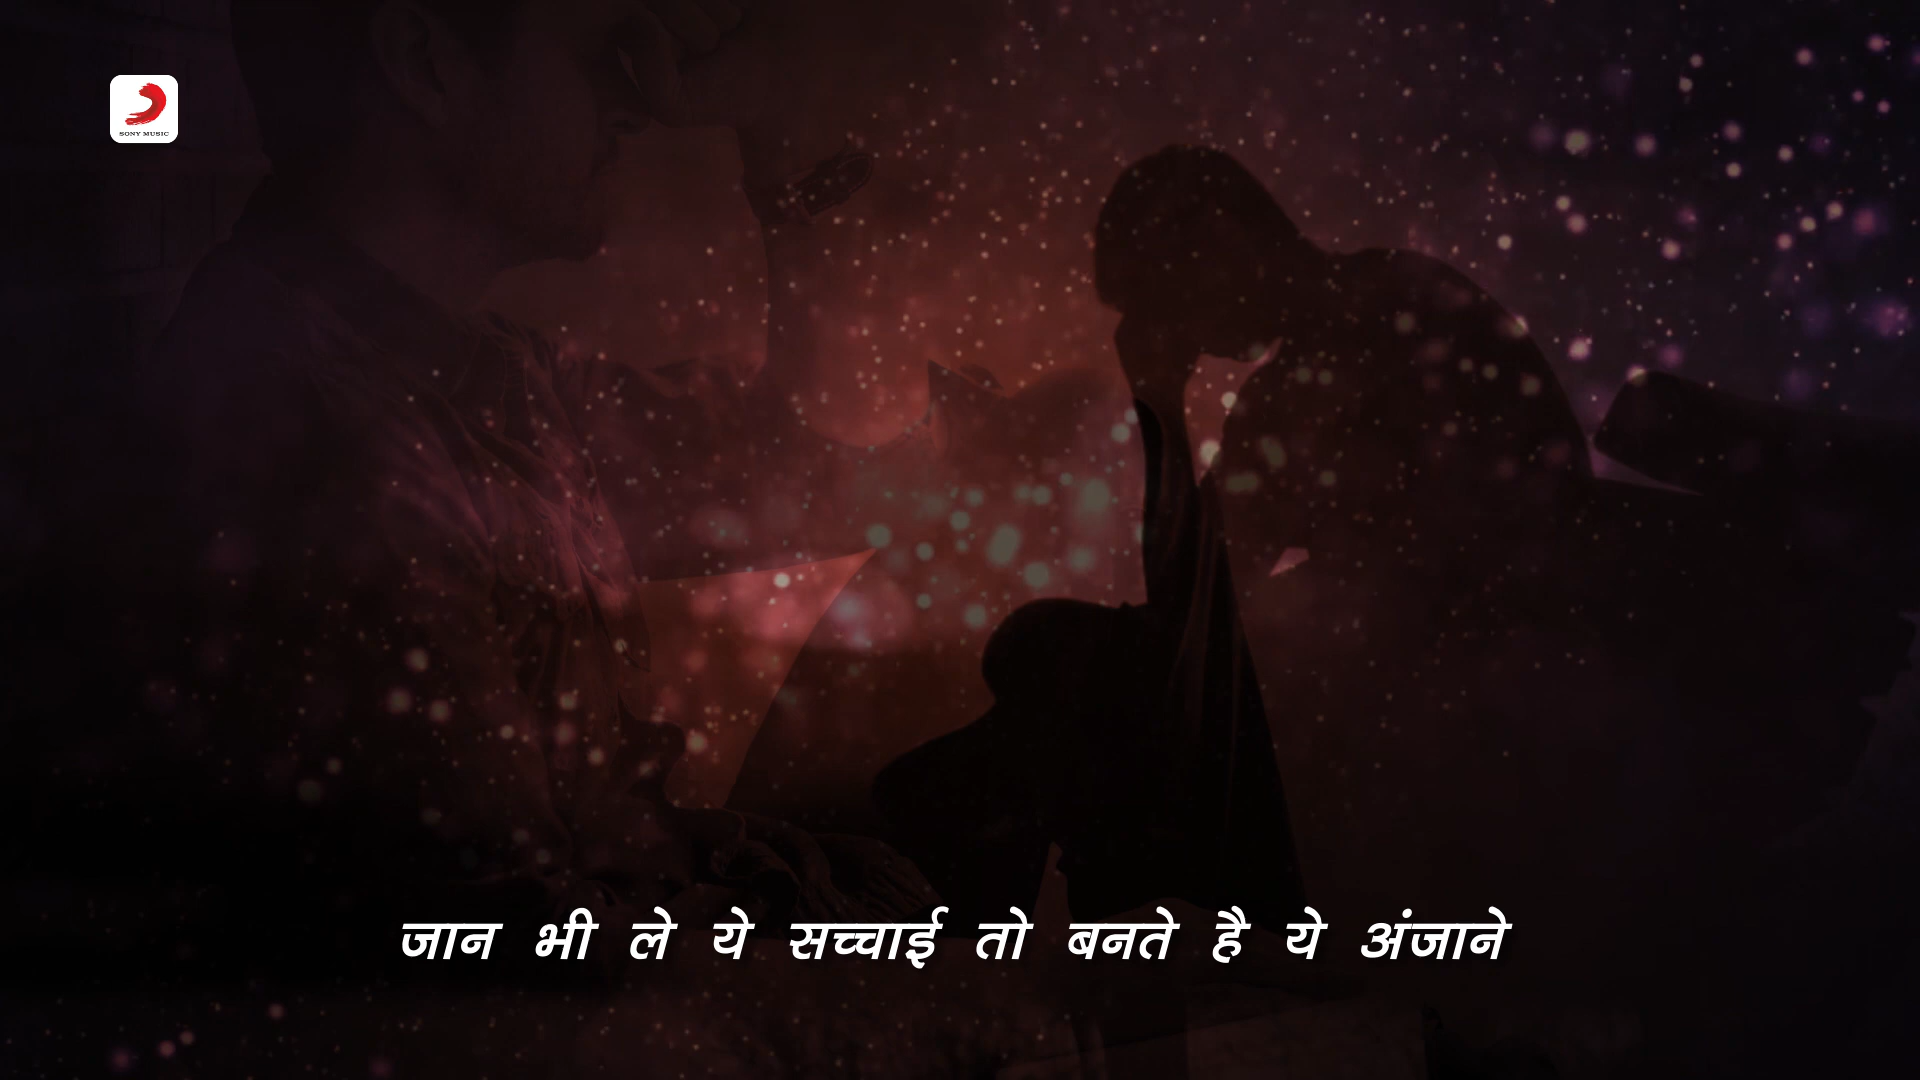 SONY MUSIC
जान भी ले ये सच्चाई तो बनते है ये अंजाने